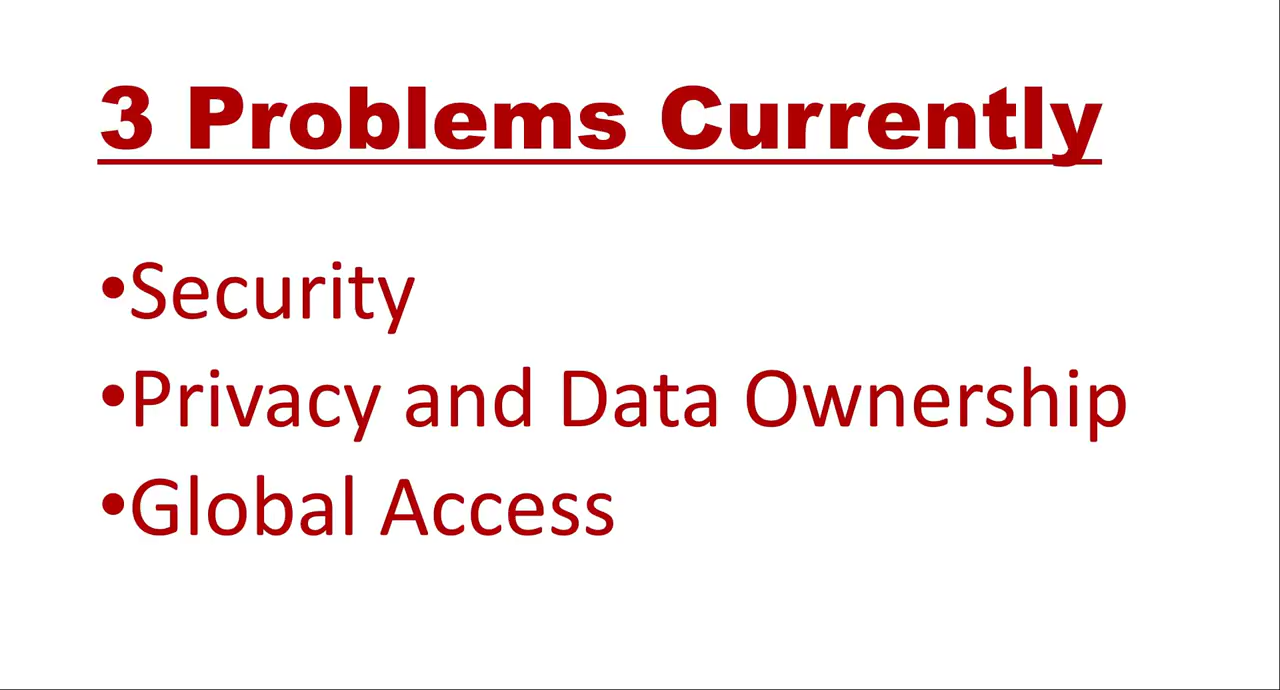 3 Problems Currently
•Security
•Privacy and Data Ownership
•Global Access